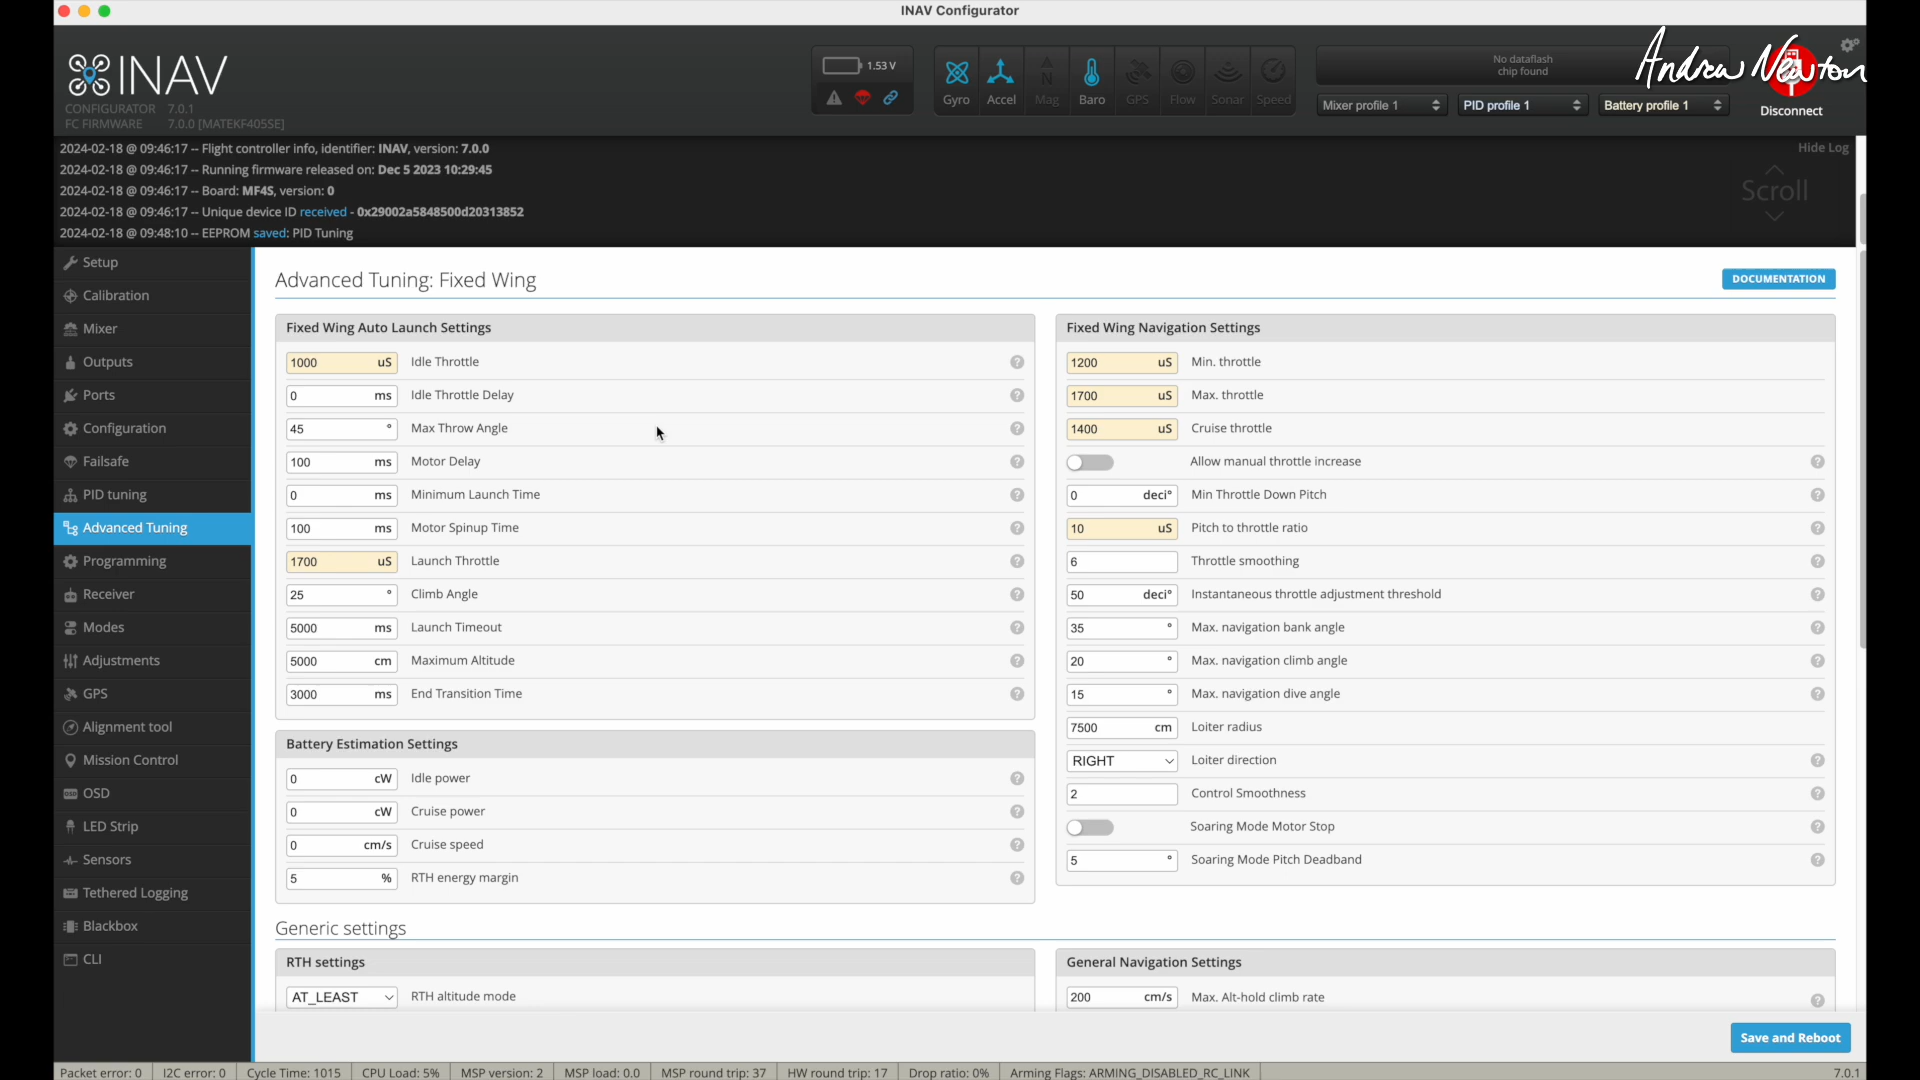 INAV Configurator
INAV
CONFIGURATOR 7.0.1
FC FIRMWARE 7.0.0 [MATEKF405SE]
1.53 V
Gyro Accel Mag Baro GPS Flow Sonar Speed
No dataflash
chip found
Mixer profile 1 PID profile 1 Battery profile 1
Andrew Newton
Disconnect
2024-02-18 @ 09:46:17 -- Flight controller info, identifier: INAV, version: 7.0.0
2024-02-18 @ 09:46:17 -- Running firmware released on: Dec 5 2023 10:29:45
2024-02-18 @ 09:46:17 -- Board: MF4S, version: 0
2024-02-18 @ 09:46:17 -- Unique device ID received - 0x29002a5848500d20313852
2024-02-18 @ 09:48:10 -- EEPROM saved: PID Tuning
Hide Log
Scroll
Setup
Calibration
Mixer
Outputs
Ports
Configuration
Failsafe
PID tuning
Advanced Tuning
Programming
Receiver
Modes
Adjustments
GPS
Alignment tool
Mission Control
OSD
LED Strip
Sensors
Tethered Logging
Blackbox
CLI
Advanced Tuning: Fixed Wing
DOCUMENTATION
Fixed Wing Auto Launch Settings
1000 uS Idle Throttle
0 ms Idle Throttle Delay
45 ° Max Throw Angle
100 ms Motor Delay
0 ms Minimum Launch Time
100 ms Motor Spinup Time
1700 uS Launch Throttle
25 ° Climb Angle
5000 ms Launch Timeout
5000 cm Maximum Altitude
3000 ms End Transition Time
Battery Estimation Settings
0 cW Idle power
0 cW Cruise power
0 cm/s Cruise speed
5 % RTH energy margin
Fixed Wing Navigation Settings
1200 uS Min. throttle
1700 uS Max. throttle
1400 uS Cruise throttle
Allow manual throttle increase
0 deci° Min Throttle Down Pitch
10 uS Pitch to throttle ratio
6 Throttle smoothing
50 deci° Instantaneous throttle adjustment threshold
35 ° Max. navigation bank angle
20 ° Max. navigation climb angle
15 ° Max. navigation dive angle
7500 cm Loiter radius
RIGHT Loiter direction
2 Control Smoothness
Soaring Mode Motor Stop
5 ° Soaring Mode Pitch Deadband
Generic settings
RTH settings
AT_LEAST RTH altitude mode
General Navigation Settings
200 cm/s Max. Alt-hold climb rate
Save and Reboot
Packet error: 0 I2C error: 0 Cycle Time: 1015 CPU Load: 5% MSP version: 2 MSP load: 0.0 MSP round trip: 37 HW round trip: 17 Drop ratio: 0% Arming Flags: ARMING_DISABLED_RC_LINK 7.0.1